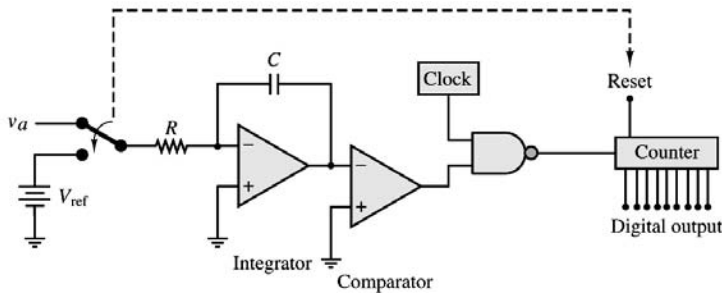 C
Clock
Reset
va
R
−
+
−
+
Counter
Vref
Digital output
Integrator
Comparator